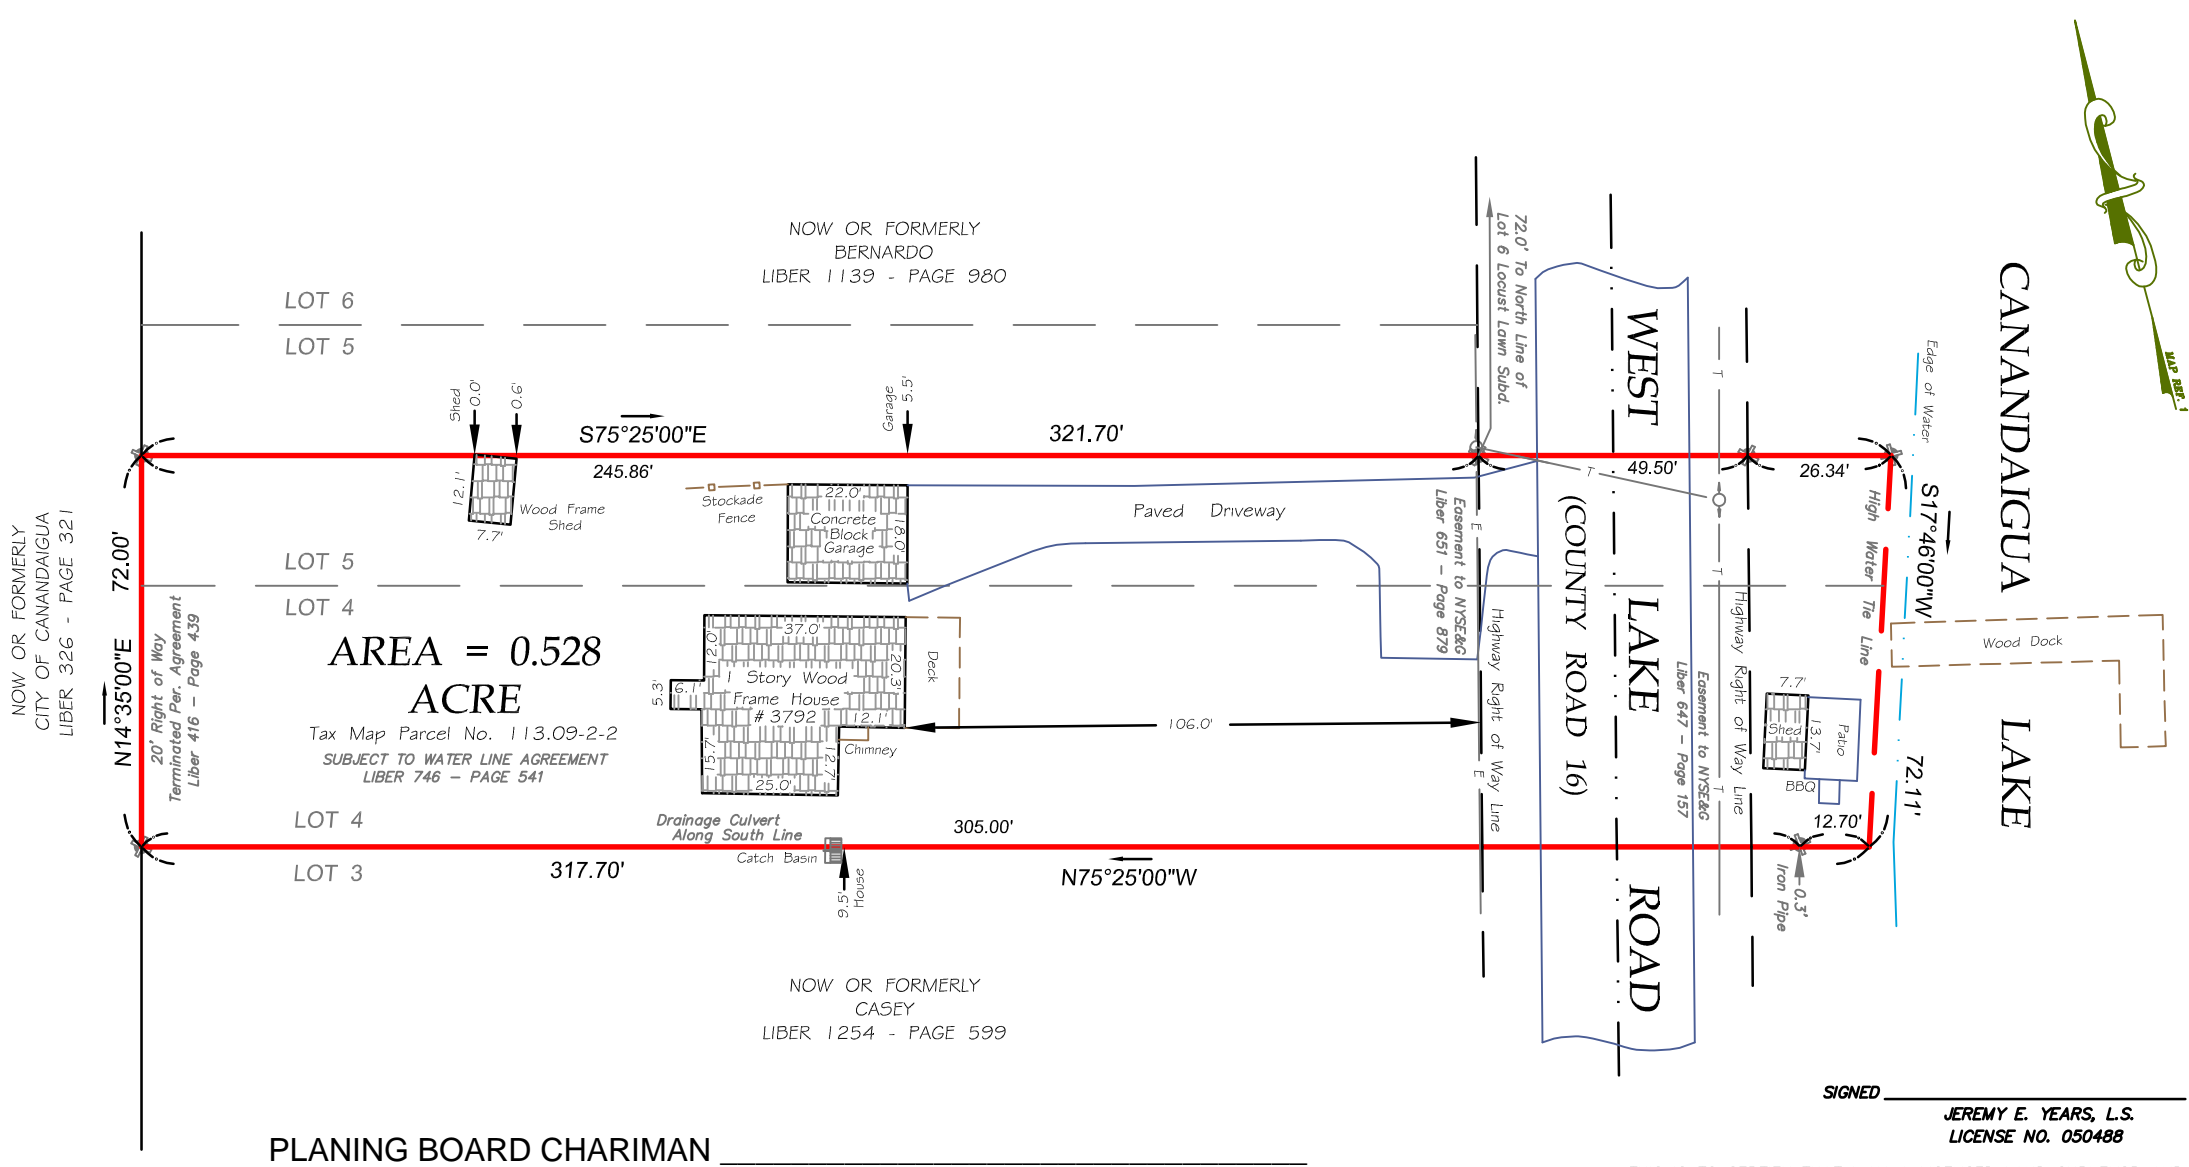 NOW OR FORMERLY
BERNARDO
LIBER 1139 - PAGE 980
LOT 6
LOT 5
Shed
0.0'
0.6'
Garage
5.5'
S75°25'00"E
245.86'
321.70'
49.50'
26.34'
72.0' To North Line of
Lot 6 Locust Lawn Subd.
MAP REF. 1
Edge of Water
CANANDAIGUA LAKE
WEST LAKE ROAD
(COUNTY ROAD 16)
12.1'
7.7'
Wood Frame
Shed
Stockade
Fence
22.0'
Concrete
Block
Garage
18.0'
Paved Driveway
Easement to NYSE&G
Liber 651 - Page 879
E
E
T
T
T
T
High Water Tie Line
S17°46'00"W
72.11'
NOW OR FORMERLY
CITY OF CANANDAIGUA
LIBER 326 - PAGE 321
N14°35'00"E
72.00'
20' Right of Way
Terminated Per. Agreement
Liber 416 - Page 439
LOT 5
LOT 4
AREA = 0.528
ACRE
Tax Map Parcel No. 113.09-2-2
SUBJECT TO WATER LINE AGREEMENT
LIBER 746 - PAGE 541
37.0'
12.0'
20.3'
1 Story Wood
Frame House
# 3792
12.1'
5.3'
6.1'
15.7'
12.7'
25.0'
Deck
Chimney
106.0'
Highway Right of Way Line
Highway Right of Way Line
Easement to NYSE&G
Liber 647 - Page 157
Wood Dock
7.7'
Shed
13.7'
Patio
BBQ
12.70'
0.3'
Iron Pipe
LOT 4
LOT 3
Drainage Culvert
Along South Line
Catch Basin
305.00'
317.70'
N75°25'00"W
9.5'
House
NOW OR FORMERLY
CASEY
LIBER 1254 - PAGE 599
SIGNED
JEREMY E. YEARS, L.S.
LICENSE NO. 050488
PLANING BOARD CHARIMAN